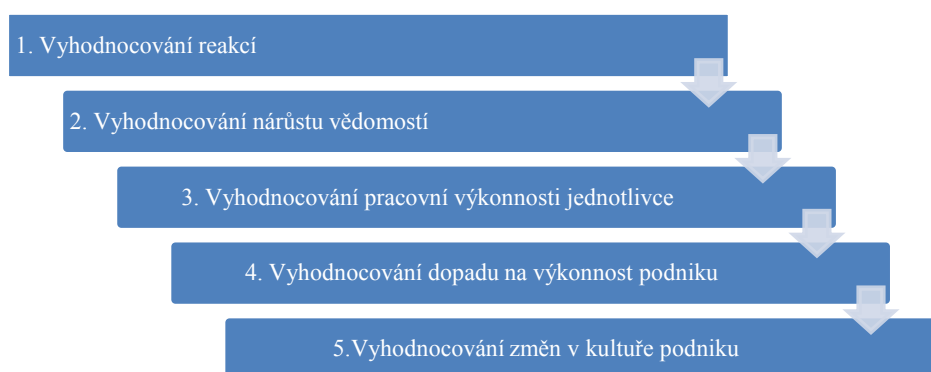 1. Vyhodnocování reakcí
2. Vyhodnocování nárůstu vědomostí
3. Vyhodnocování pracovní výkonnosti jednotlivce
4. Vyhodnocování dopadu na výkonnost podniku
5.Vyhodnocování změn v kultuře podniku